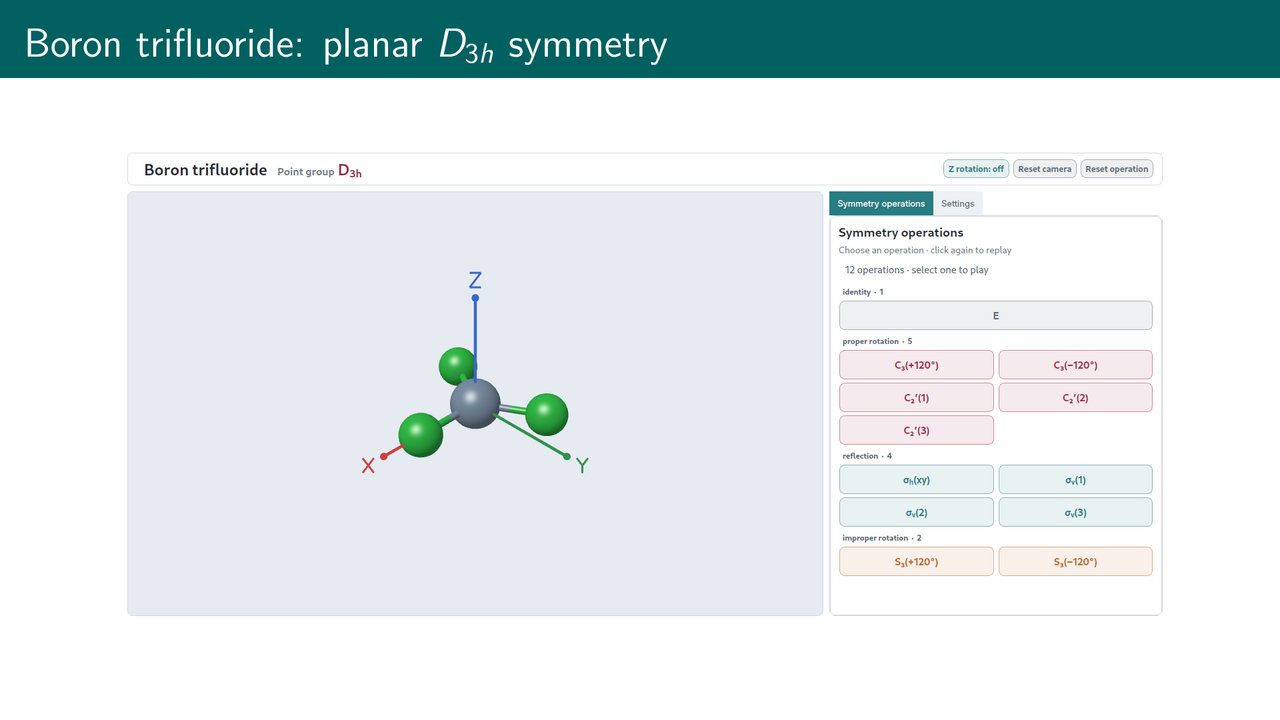 Boron trifluoride: planar D₃ₕ symmetry
Boron trifluoride Point group D₃ₕ
Z rotation: off Reset camera Reset operation
Symmetry operations Settings
Symmetry operations
Choose an operation · click again to replay
12 operations · select one to play
identity · 1
E
proper rotation · 5
C₃(+120°) C₃(−120°)
C₂′(1) C₂′(2)
C₂′(3)
reflection · 4
σₕ(xy) σᵥ(1)
σᵥ(2) σᵥ(3)
improper rotation · 2
S₃(+120°) S₃(−120°)
Z
X
Y